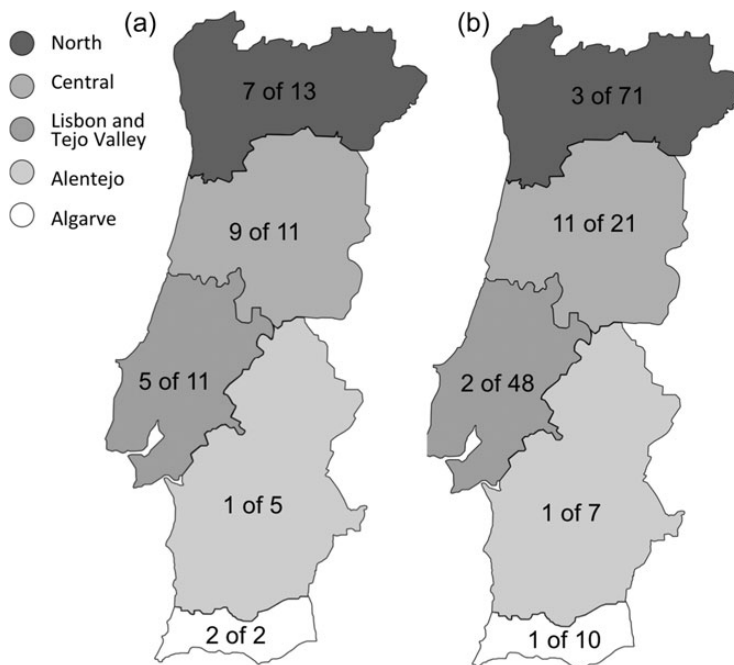 (a)
(b)
North
Central
Lisbon and
Tejo Valley
Alentejo
Algarve
7 of 13
3 of 71
9 of 11
11 of 21
5 of 11
2 of 48
1 of 5
1 of 7
2 of 2
1 of 10